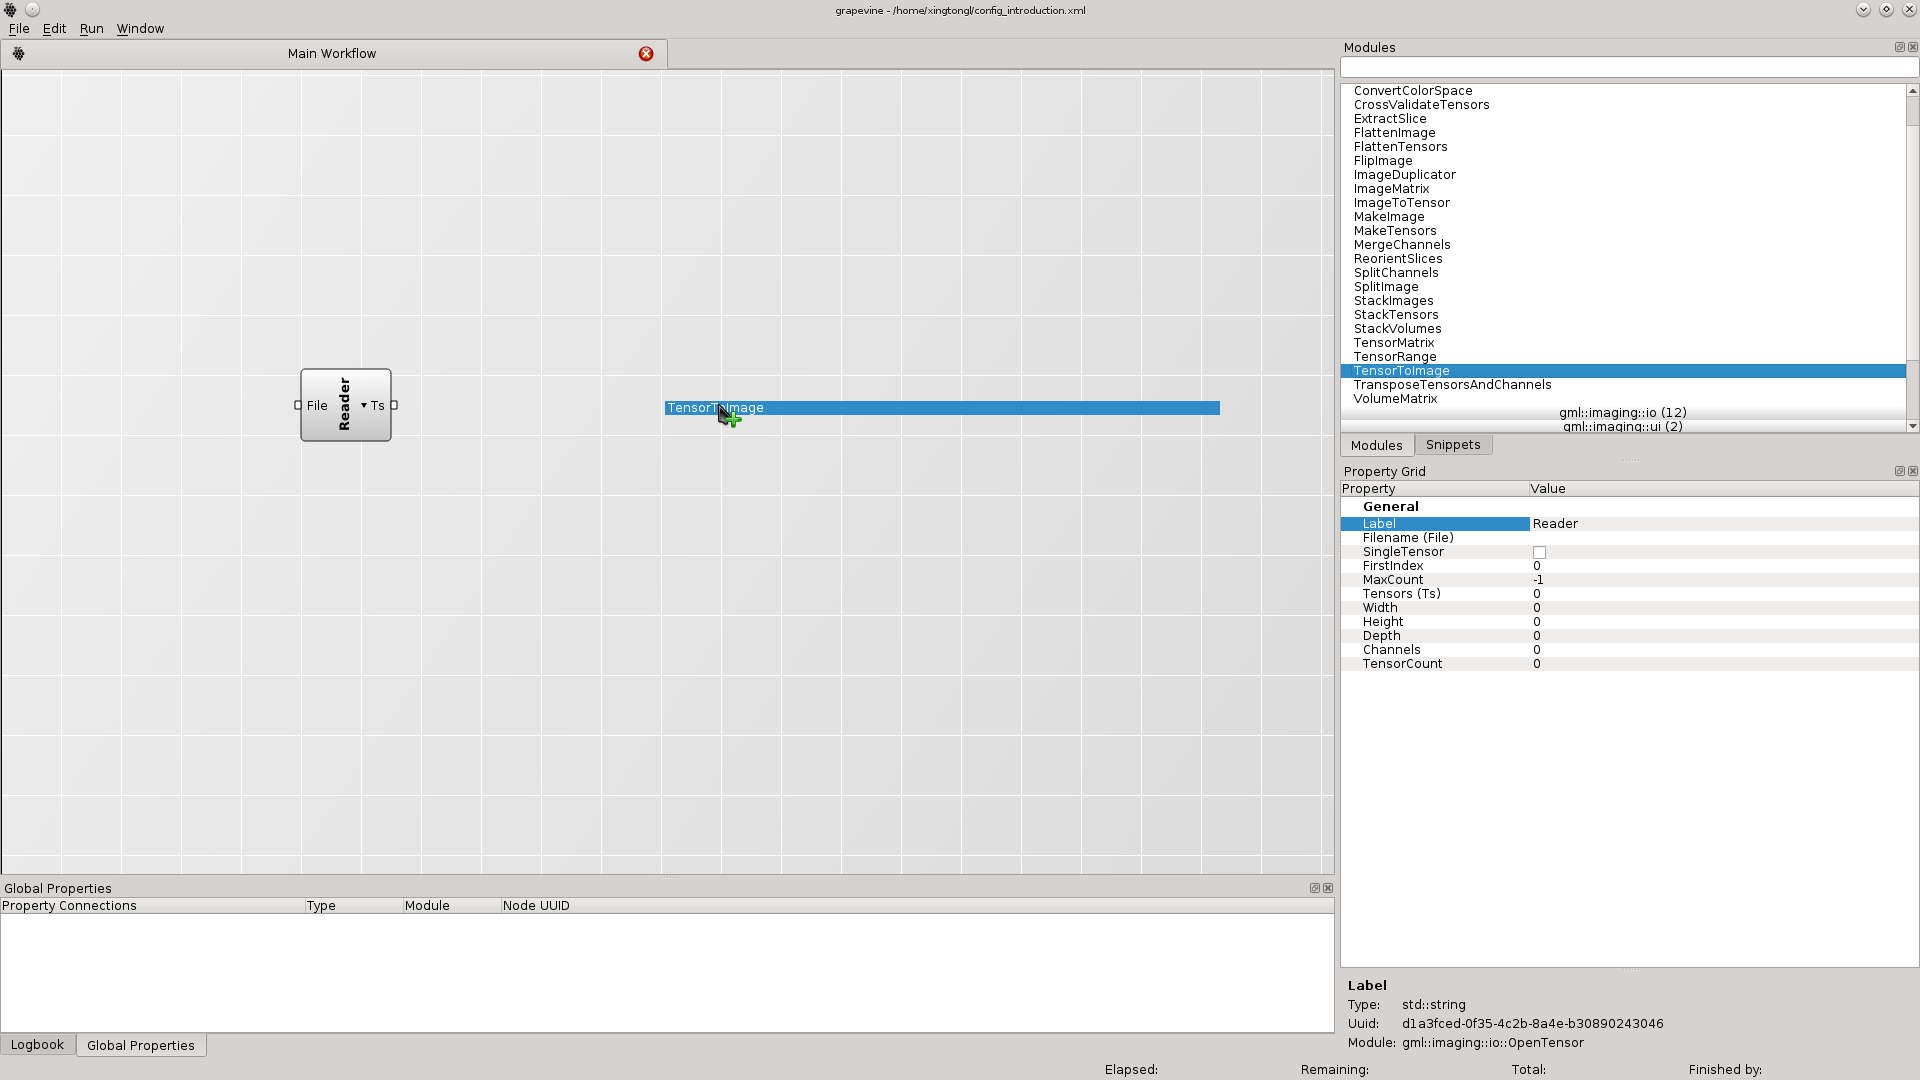 grapevine - /home/xingtongl/config_introduction.xml
File Edit Run Window
Main Workflow
File Reader Ts
TensorToImage
Modules
ConvertColorSpace
CrossValidateTensors
ExtractSlice
FlattenImage
FlattenTensors
FlipImage
ImageDuplicator
ImageMatrix
ImageToTensor
MakeImage
MakeTensors
MergeChannels
ReorientSlices
SplitChannels
SplitImage
StackImages
StackTensors
StackVolumes
TensorMatrix
TensorRange
TensorToImage
TransposeTensorsAndChannels
VolumeMatrix
gml::imaging::io (12)
gml::imaging::ui (2)
Modules Snippets
Property Grid
Property Value
General
Label Reader
Filename (File)
SingleTensor
FirstIndex 0
MaxCount -1
Tensors (Ts) 0
Width 0
Height 0
Depth 0
Channels 0
TensorCount 0
Label
Type: std::string
Uuid: d1a3fced-0f35-4c2b-8a4e-b30890243046
Module: gml::imaging::io::OpenTensor
Global Properties
Property Connections Type Module Node UUID
Logbook Global Properties
Elapsed: Remaining: Total: Finished by: